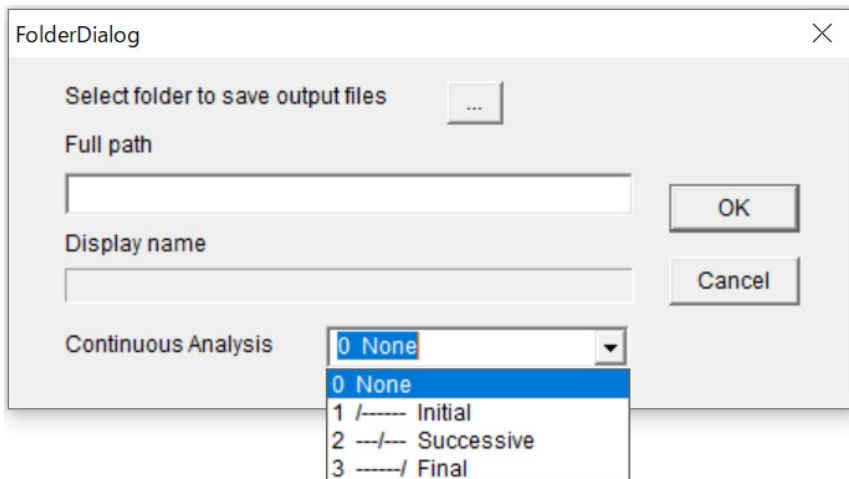 FolderDialog
Select folder to save output files ...
Full path
OK
Display name
Cancel
Continuous Analysis 0 None
0 None
1 /------ Initial
2 ---/--- Successive
3 ------/ Final